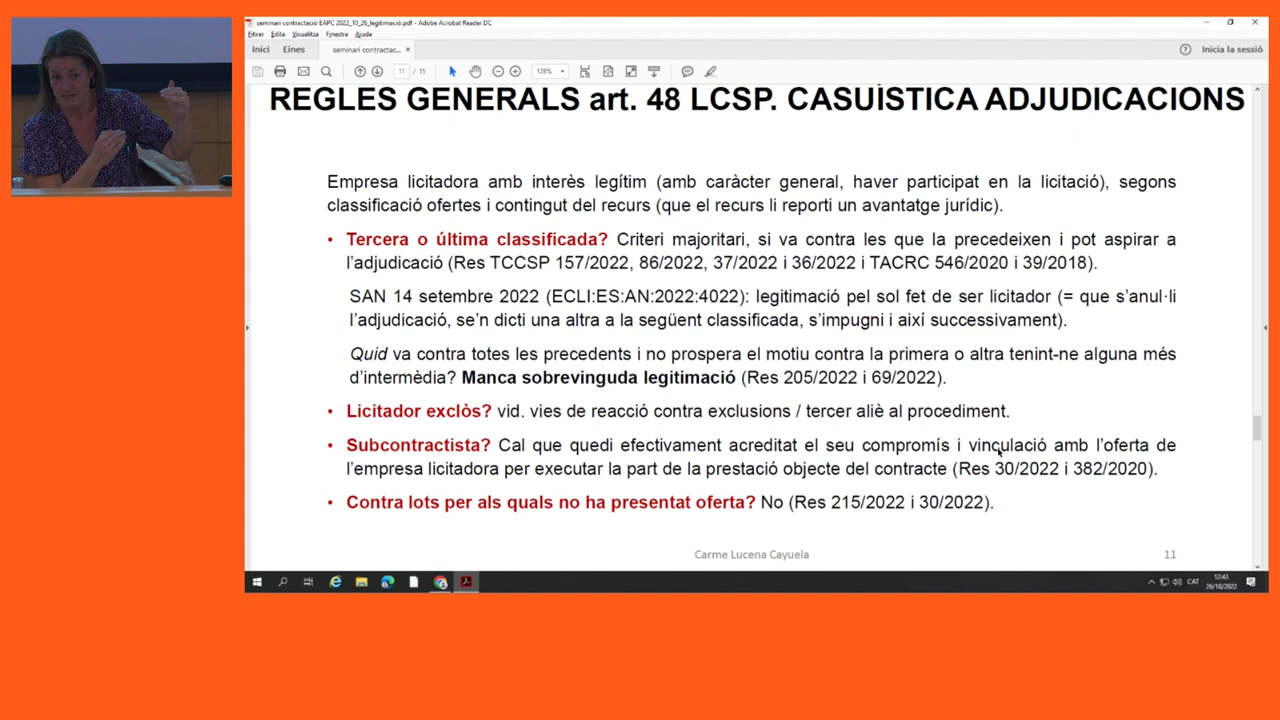 seminari contractació EAPC 2022_10_26_legitimació.pdf - Adobe Acrobat Reader DC
Fitxer Edita Visualitza Finestra Ajuda
Inici Eines seminari contractac... × Inicia la sessió
11 / 15 128%
REGLES GENERALS art. 48 LCSP. CASUÍSTICA ADJUDICACIONS
Empresa licitadora amb interès legítim (amb caràcter general, haver participat en la licitació), segons
classificació ofertes i contingut del recurs (que el recurs li reporti un avantatge jurídic).
• Tercera o última classificada? Criteri majoritari, si va contra les que la precedeixen i pot aspirar a
l’adjudicació (Res TCCSP 157/2022, 86/2022, 37/2022 i 36/2022 i TACRC 546/2020 i 39/2018).
SAN 14 setembre 2022 (ECLI:ES:AN:2022:4022): legitimació pel sol fet de ser licitador (= que s’anul·li
l’adjudicació, se’n dicti una altra a la següent classificada, s’impugni i així successivament).
Quid va contra totes les precedents i no prospera el motiu contra la primera o altra tenint-ne alguna més
d’intermèdia? Manca sobrevinguda legitimació (Res 205/2022 i 69/2022).
• Licitador exclòs? vid. vies de reacció contra exclusions / tercer aliè al procediment.
• Subcontractista? Cal que quedi efectivament acreditat el seu compromís i vinculació amb l’oferta de
l’empresa licitadora per executar la part de la prestació objecte del contracte (Res 30/2022 i 382/2020).
• Contra lots per als quals no ha presentat oferta? No (Res 215/2022 i 30/2022).
Carme Lucena Cayuela 11
CAT 12:43
26/10/2022